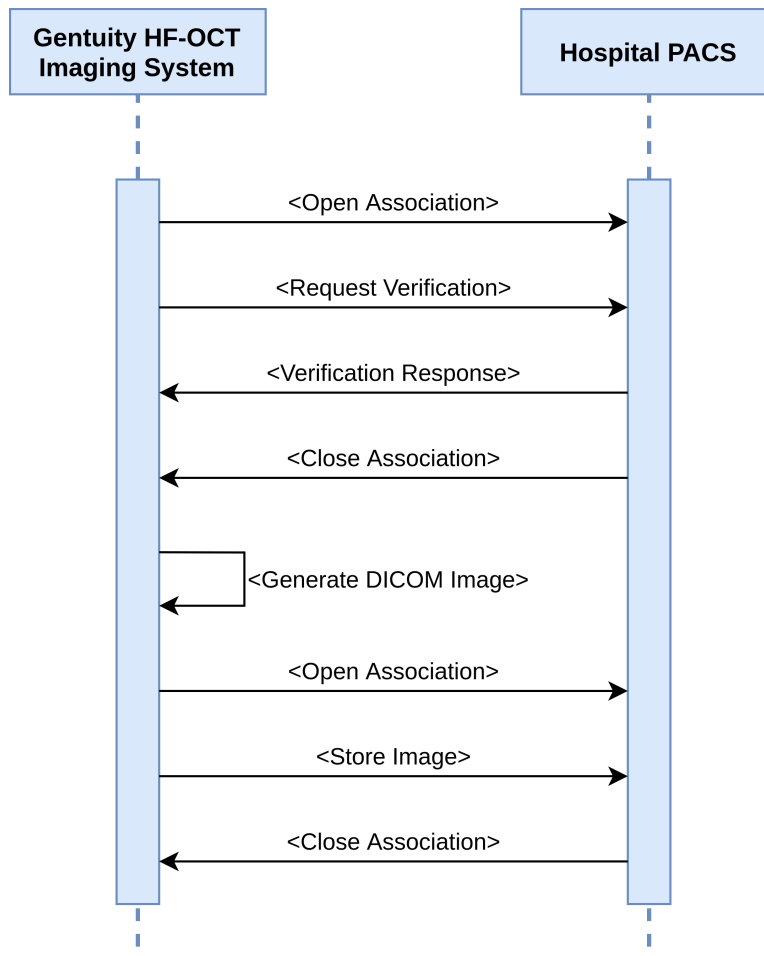 Gentuity HF-OCT
Imaging System
Hospital PACS
<Open Association>
<Request Verification>
<Verification Response>
<Close Association>
<Generate DICOM Image>
<Open Association>
<Store Image>
<Close Association>